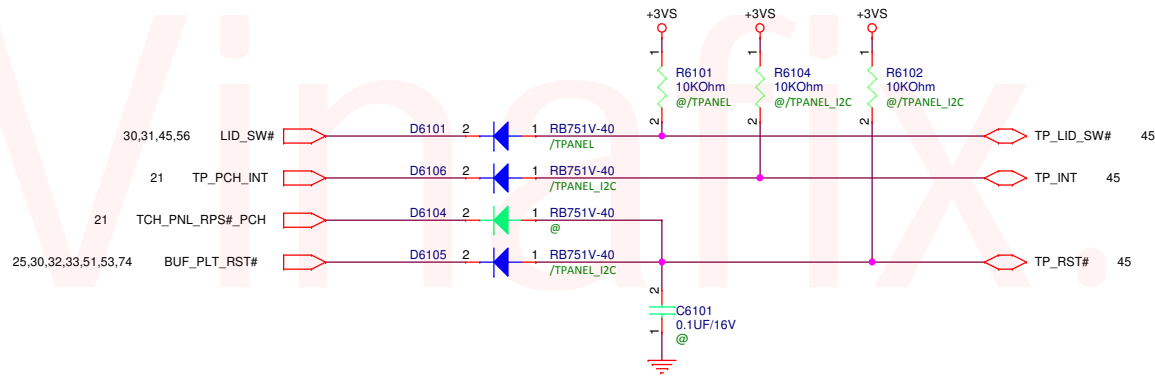 +3VS
+3VS
+3VS
1
1
1
R6101
10KOhm
@/TPANEL
R6104
10KOhm
@/TPANEL_I2C
R6102
10KOhm
@/TPANEL_I2C
2
2
2
30,31,45,56 LID_SW# D6101 2 1 RB751V-40 TP_LID_SW# 45
/TPANEL
21 TP_PCH_INT D6106 2 1 RB751V-40 TP_INT 45
/TPANEL_I2C
21 TCH_PNL_RPS#_PCH D6104 2 1 RB751V-40
@
25,30,32,33,51,53,74 BUF_PLT_RST# D6105 2 1 RB751V-40 TP_RST# 45
/TPANEL_I2C
2
C6101
0.1UF/16V
1
@
Vinafix.